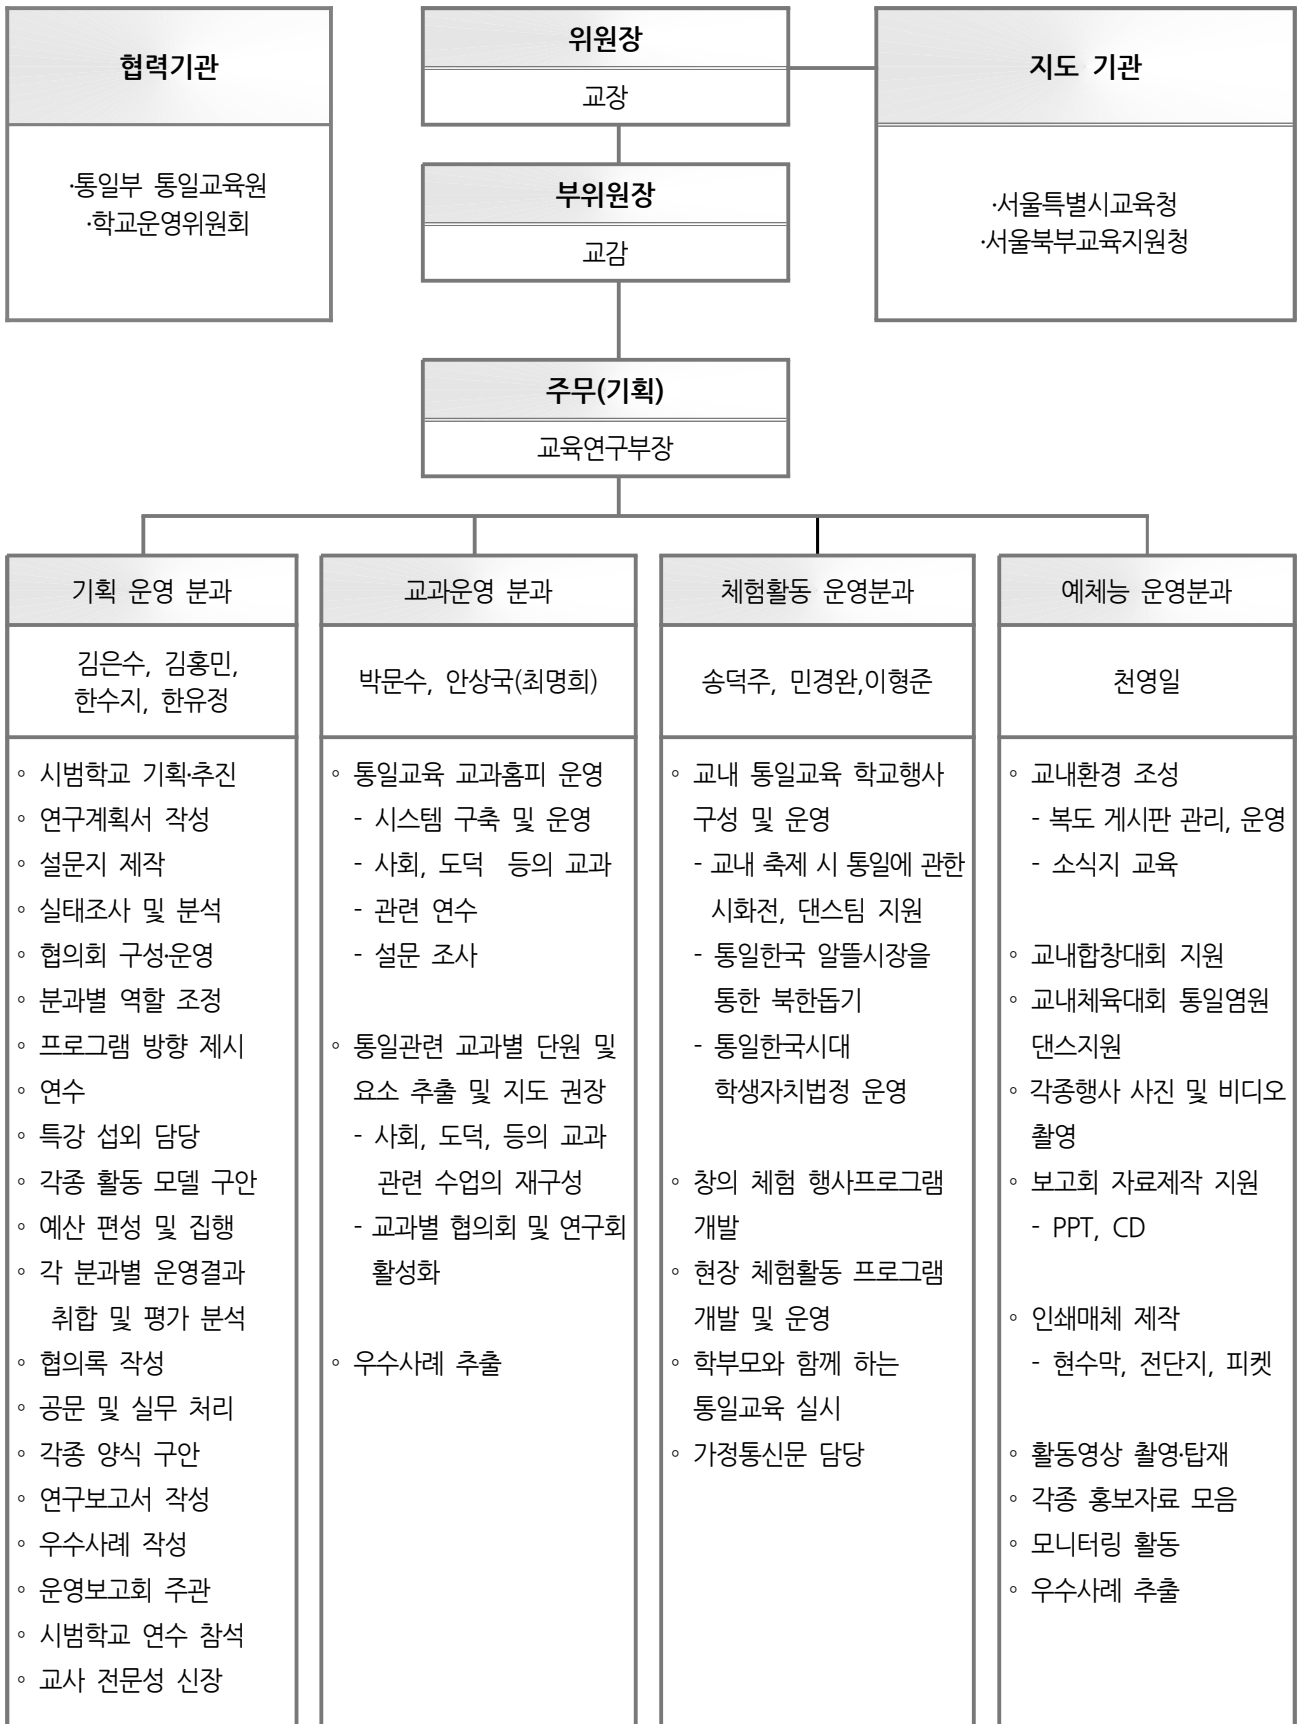 협력기관
·통일부 통일교육원
·학교운영위원회
위원장
교장
지도 기관
·서울특별시교육청
·서울북부교육지원청
부위원장
교감
주무(기획)
교육연구부장
기획 운영 분과
김은수, 김홍민,
한수지, 한유정
◦ 시범학교 기획·추진
◦ 연구계획서 작성
◦ 설문지 제작
◦ 실태조사 및 분석
◦ 협의회 구성·운영
◦ 분과별 역할 조정
◦ 프로그램 방향 제시
◦ 연수
◦ 특강 섭외 담당
◦ 각종 활동 모델 구안
◦ 예산 편성 및 집행
◦ 각 분과별 운영결과
취합 및 평가 분석
◦ 협의록 작성
◦ 공문 및 실무 처리
◦ 각종 양식 구안
◦ 연구보고서 작성
◦ 우수사례 작성
◦ 운영보고회 주관
◦ 시범학교 연수 참석
◦ 교사 전문성 신장
교과운영 분과
박문수, 안상국(최명희)
◦ 통일교육 교과홈피 운영
- 시스템 구축 및 운영
- 사회, 도덕 등의 교과
- 관련 연수
- 설문 조사
◦ 통일관련 교과별 단원 및
요소 추출 및 지도 권장
- 사회, 도덕, 등의 교과
관련 수업의 재구성
- 교과별 협의회 및 연구회
활성화
◦ 우수사례 추출
체험활동 운영분과
송덕주, 민경완,이형준
◦ 교내 통일교육 학교행사
구성 및 운영
- 교내 축제 시 통일에 관한
시화전, 댄스팀 지원
- 통일한국 알뜰시장을
통한 북한돕기
- 통일한국시대
학생자치법정 운영
◦ 창의 체험 행사프로그램
개발
◦ 현장 체험활동 프로그램
개발 및 운영
◦ 학부모와 함께 하는
통일교육 실시
◦ 가정통신문 담당
예체능 운영분과
천영일
◦ 교내환경 조성
- 복도 게시판 관리, 운영
- 소식지 교육
◦ 교내합창대회 지원
◦ 교내체육대회 통일염원
댄스지원
◦ 각종행사 사진 및 비디오
촬영
◦ 보고회 자료제작 지원
- PPT, CD
◦ 인쇄매체 제작
- 현수막, 전단지, 피켓
◦ 활동영상 촬영·탑재
◦ 각종 홍보자료 모음
◦ 모니터링 활동
◦ 우수사례 추출